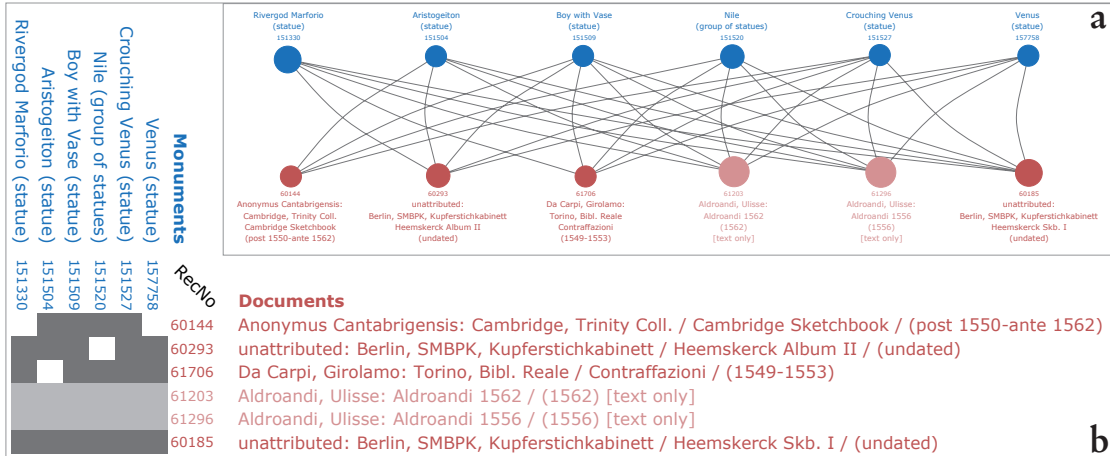 a
Rivergod Marforio
(statue)
151330
Aristogeiton
(statue)
151504
Boy with Vase
(statue)
151509
Nile
(group of statues)
151520
Crouching Venus
(statue)
151527
Venus
(statue)
157758
60144
Anonymus Cantabrigensis:
Cambridge, Trinity Coll.
Cambridge Sketchbook
(post 1550-ante 1562)
60293
unattributed:
Berlin, SMBPK, Kupferstichkabinett
Heemskerck Album II
(undated)
61706
Da Carpi, Girolamo:
Torino, Bibl. Reale
Contraffazioni
(1549-1553)
61203
Aldroandi, Ulisse:
Aldroandi 1562
(1562)
[text only]
61296
Aldroandi, Ulisse:
Aldroandi 1556
(1556)
[text only]
60185
unattributed:
Berlin, SMBPK, Kupferstichkabinett
Heemskerck Skb. I
(undated)
Monuments
Venus (statue)
Crouching Venus (statue)
Nile (group of statues)
Boy with Vase (statue)
Aristogeiton (statue)
Rivergod Marforio (statue)
151330
151504
151509
151520
151527
157758
RecNo
Documents
60144 Anonymus Cantabrigensis: Cambridge, Trinity Coll. / Cambridge Sketchbook / (post 1550-ante 1562)
60293 unattributed: Berlin, SMBPK, Kupferstichkabinett / Heemskerck Album II / (undated)
61706 Da Carpi, Girolamo: Torino, Bibl. Reale / Contraffazioni / (1549-1553)
61203 Aldroandi, Ulisse: Aldroandi 1562 / (1562) [text only]
61296 Aldroandi, Ulisse: Aldroandi 1556 / (1556) [text only]
60185 unattributed: Berlin, SMBPK, Kupferstichkabinett / Heemskerck Skb. I / (undated)
b